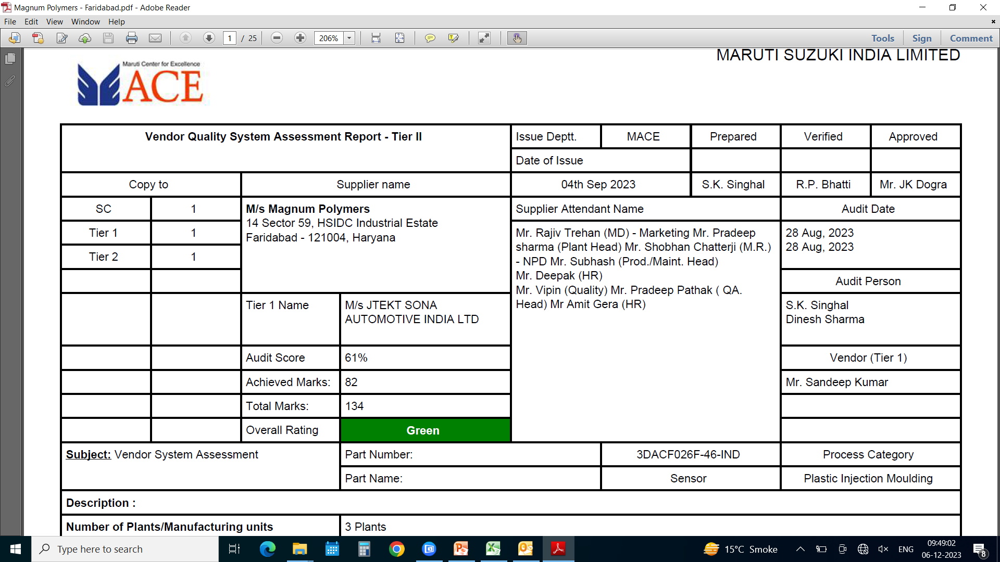 Magnum Polymers - Faridabad.pdf - Adobe Reader
File Edit View Window Help
1 / 25 206% Tools Sign Comment
MARUTI SUZUKI INDIA LIMITED
Maruti Center for Excellence
ACE
Vendor Quality System Assessment Report - Tier II
Issue Deptt. MACE Prepared Verified Approved
Date of Issue
Copy to Supplier name 04th Sep 2023 S.K. Singhal R.P. Bhatti Mr. JK Dogra
SC 1
Tier 1 1
Tier 2 1
M/s Magnum Polymers
14 Sector 59, HSIDC Industrial Estate
Faridabad - 121004, Haryana
Supplier Attendant Name
Mr. Rajiv Trehan (MD) - Marketing Mr. Pradeep
sharma (Plant Head) Mr. Shobhan Chatterji (M.R.)
- NPD Mr. Subhash (Prod./Maint. Head)
Mr. Deepak (HR)
Mr. Vipin (Quality) Mr. Pradeep Pathak ( QA.
Head) Mr Amit Gera (HR)
Audit Date
28 Aug, 2023
28 Aug, 2023
Audit Person
S.K. Singhal
Dinesh Sharma
Vendor (Tier 1)
Mr. Sandeep Kumar
Tier 1 Name M/s JTEKT SONA
AUTOMOTIVE INDIA LTD
Audit Score 61%
Achieved Marks: 82
Total Marks: 134
Overall Rating Green
Subject: Vendor System Assessment
Part Number: 3DACF026F-46-IND Process Category
Part Name: Sensor Plastic Injection Moulding
Description :
Number of Plants/Manufacturing units 3 Plants
Type here to search
15°C Smoke
ENG
09:49:02
06-12-2023
8